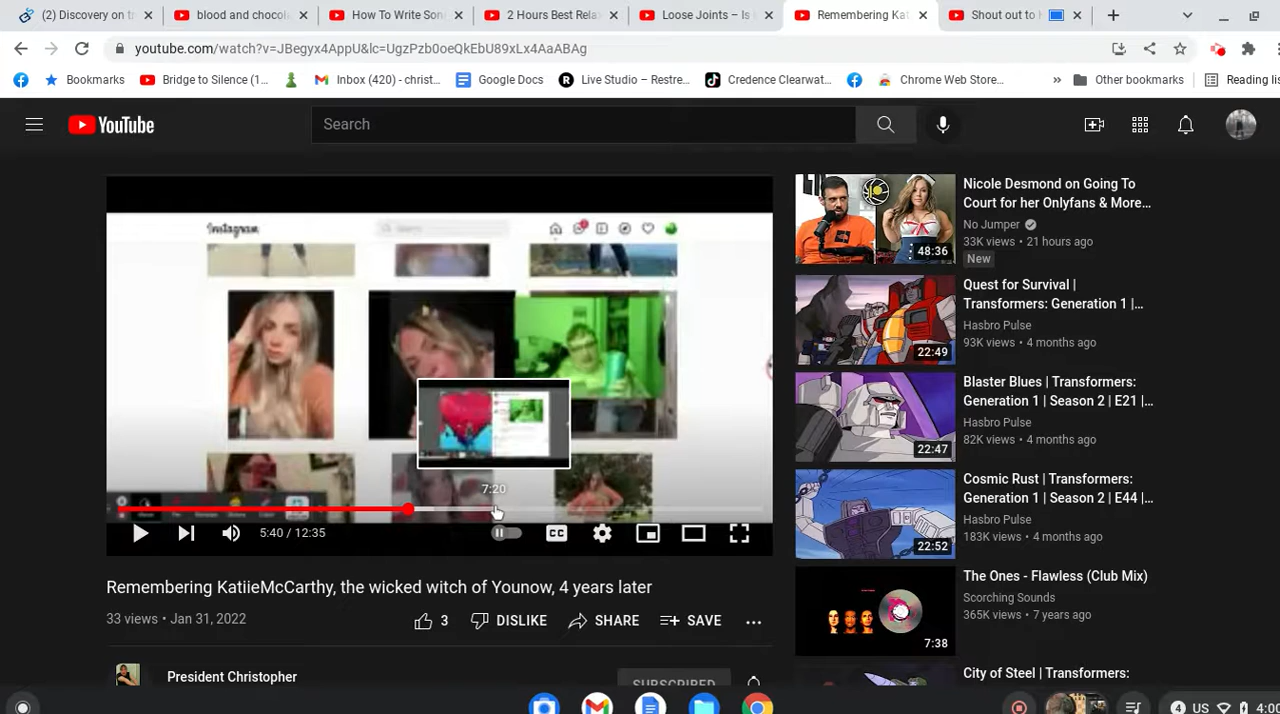 (2) Discovery on t
blood and choco
How To Write Son
2 Hours Best Rela
Loose Joints – Is
Remembering Kat
Shout out to
youtube.com/watch?v=JBegyx4AppU&lc=UgzPzb0oeQkEbU89xLx4AaABAg
Bookmarks
Bridge to Silence (1...
Inbox (420) - christ...
Google Docs
Live Studio – Restre...
Credence Clearwat...
Chrome Web Store...
»
Other bookmarks
Reading list
YouTube
Search
Instagram
7:20
5:40 / 12:35
CC
Remembering KatiieMcCarthy, the wicked witch of Younow, 4 years later
33 views • Jan 31, 2022
3
DISLIKE
SHARE
SAVE
President Christopher
SUBSCRIBED
Nicole Desmond on Going To
Court for her Onlyfans & More...
No Jumper
33K views • 21 hours ago
New
48:36
Quest for Survival |
Transformers: Generation 1 |...
Hasbro Pulse
93K views • 4 months ago
22:49
Blaster Blues | Transformers:
Generation 1 | Season 2 | E21 |...
Hasbro Pulse
82K views • 4 months ago
22:47
Cosmic Rust | Transformers:
Generation 1 | Season 2 | E44 |...
Hasbro Pulse
183K views • 4 months ago
22:52
The Ones - Flawless (Club Mix)
Scorching Sounds
365K views • 7 years ago
7:38
City of Steel | Transformers:
4
US
4:00